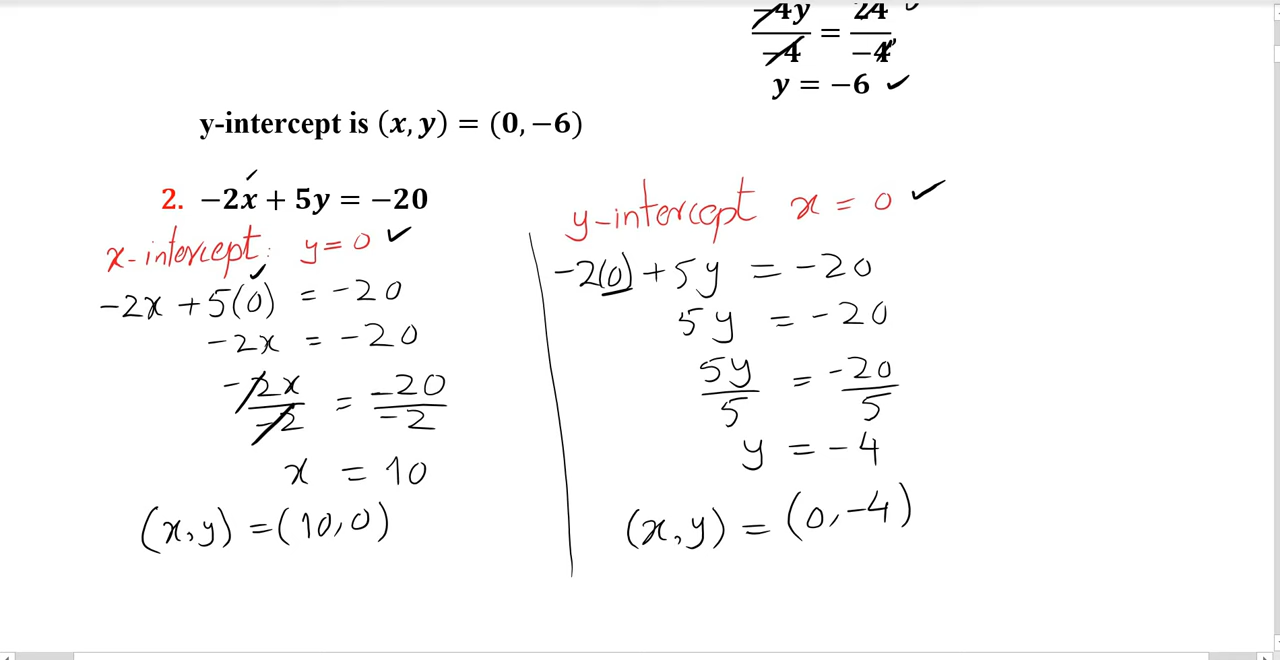 −4y/−4 = 24/−4
y = −6 ✓
y-intercept is (x, y) = (0, −6)
2. −2x + 5y = −20
x-intercept: y = 0 ✓
-2x + 5(0) = -20
-2x = -20
-2x/-2 = -20/-2
x = 10
(x,y) = (10,0)
y-intercept x = 0 ✓
-2(0) + 5y = -20
5y = -20
5y/5 = -20/5
y = -4
(x,y) = (0,-4)